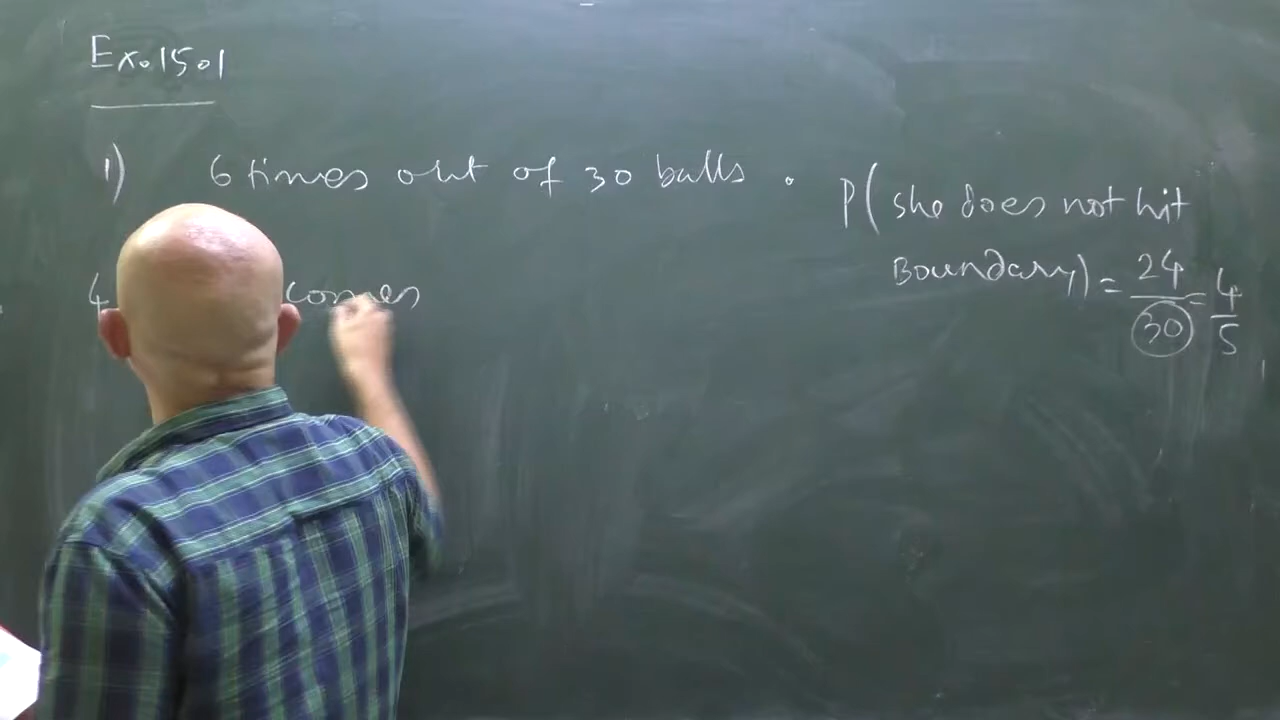 Ex. 15.1
1) 6 times out of 30 balls.
P(she does not hit
Boundary) = 24/30 = 4/5
4 comes